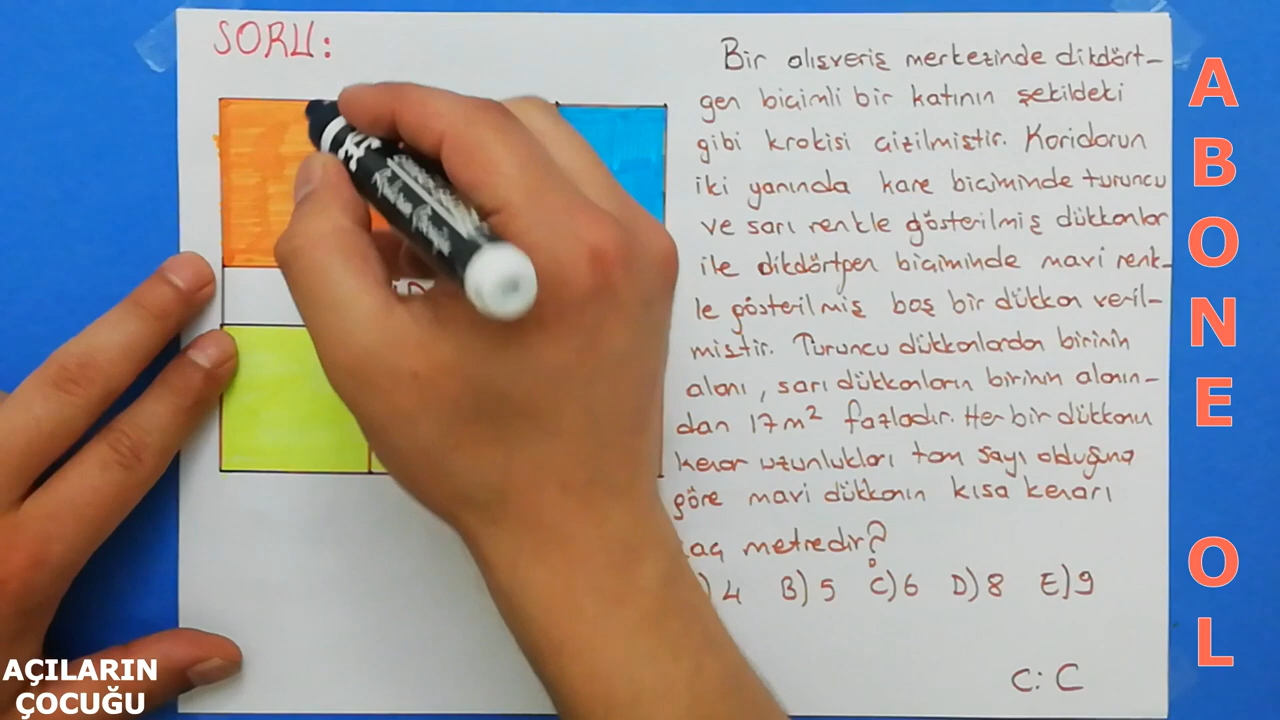 SORU:
Bir alışveriş merkezinde dikdört-
gen biçimli bir katının şekildeki
gibi krokisi çizilmiştir. Koridorun
iki yanında kare biçiminde turuncu
ve sarı renkle gösterilmiş dükkanlar
ile dikdörtgen biçiminde mavi renk-
le gösterilmiş boş bir dükkan veril-
miştir. Turuncu dükkanlardan birinin
alanı, sarı dükkanların birinin alanın-
dan 17m² fazladır. Her bir dükkanın
kenar uzunlukları tam sayı olduğuna
göre mavi dükkanın kısa kenarı
kaç metredir?
4 B) 5 C) 6 D) 8 E) 9
C: C
ABONE OL
AÇILARIN
ÇOCUĞU